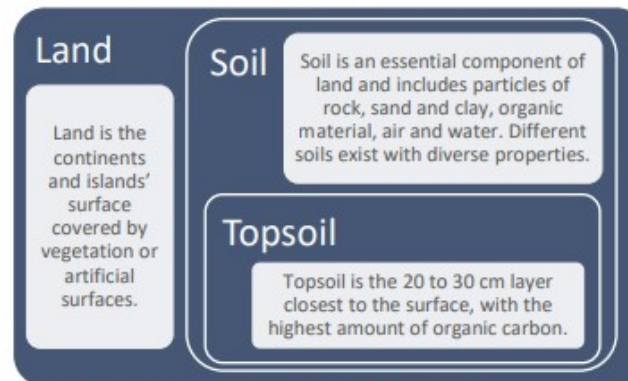 Land
Land is the
continents
and islands’
surface
covered by
vegetation or
artificial
surfaces.
Soil
Soil is an essential component of
land and includes particles of
rock, sand and clay, organic
material, air and water. Different
soils exist with diverse properties.
Topsoil
Topsoil is the 20 to 30 cm layer
closest to the surface, with the
highest amount of organic carbon.